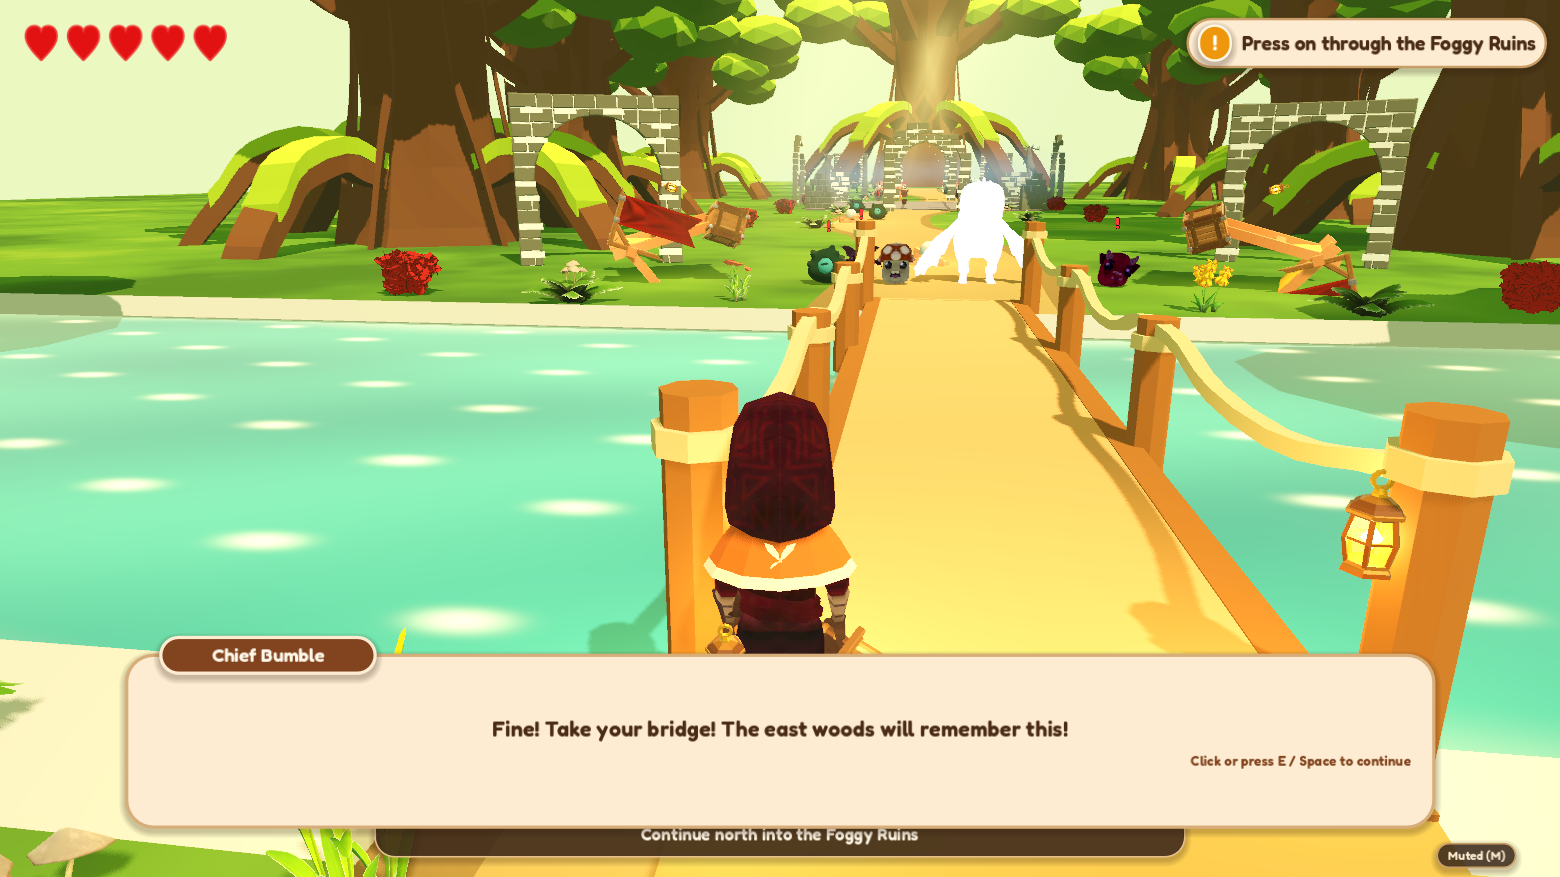 ! Press on through the Foggy Ruins
Chief Bumble
Fine! Take your bridge! The east woods will remember this!
Click or press E / Space to continue
Continue north into the Foggy Ruins
Muted (M)